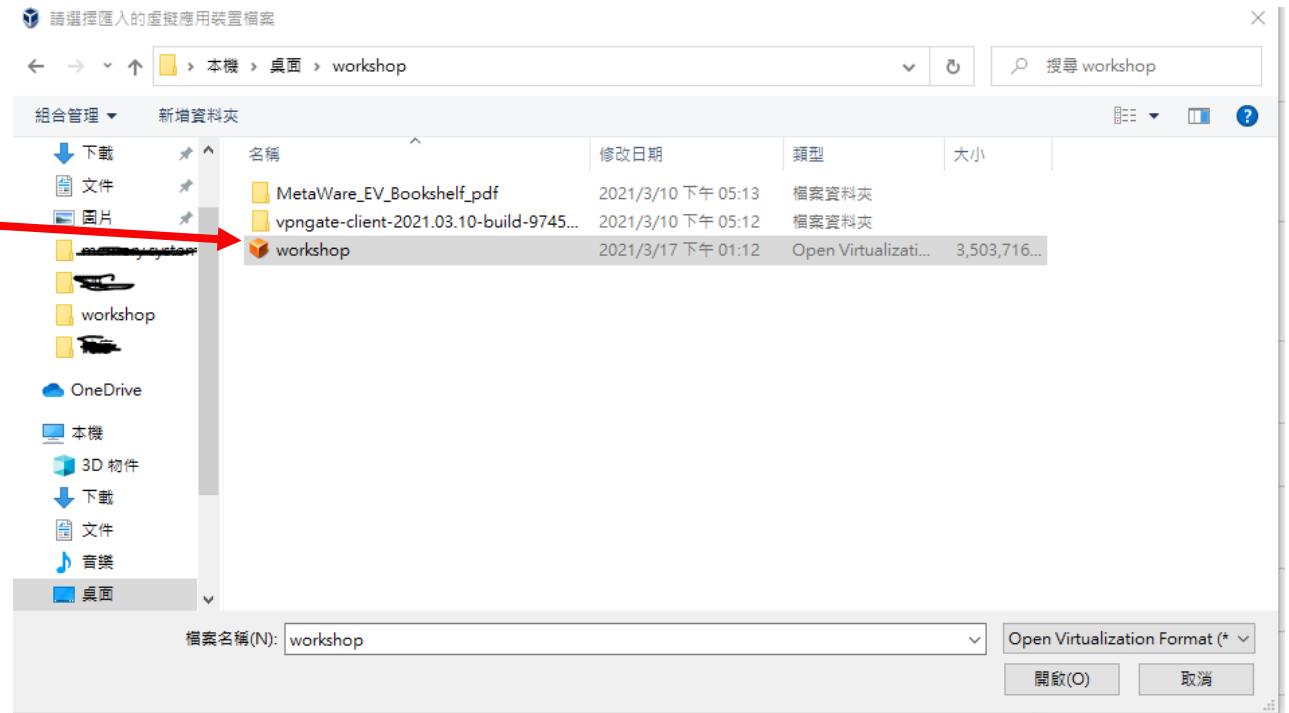 請選擇匯入的虛擬應用裝置檔案
本機 › 桌面 › workshop
搜尋 workshop
組合管理
新增資料夾
名稱 修改日期 類型 大小
下載
文件
圖片
memory system
workshop
OneDrive
本機
3D 物件
下載
文件
音樂
桌面
MetaWare_EV_Bookshelf_pdf 2021/3/10 下午 05:13 檔案資料夾
vpngate-client-2021.03.10-build-9745... 2021/3/10 下午 05:12 檔案資料夾
workshop 2021/3/17 下午 01:12 Open Virtualizati... 3,503,716...
檔案名稱(N): workshop
Open Virtualization Format (*
開啟(O) 取消